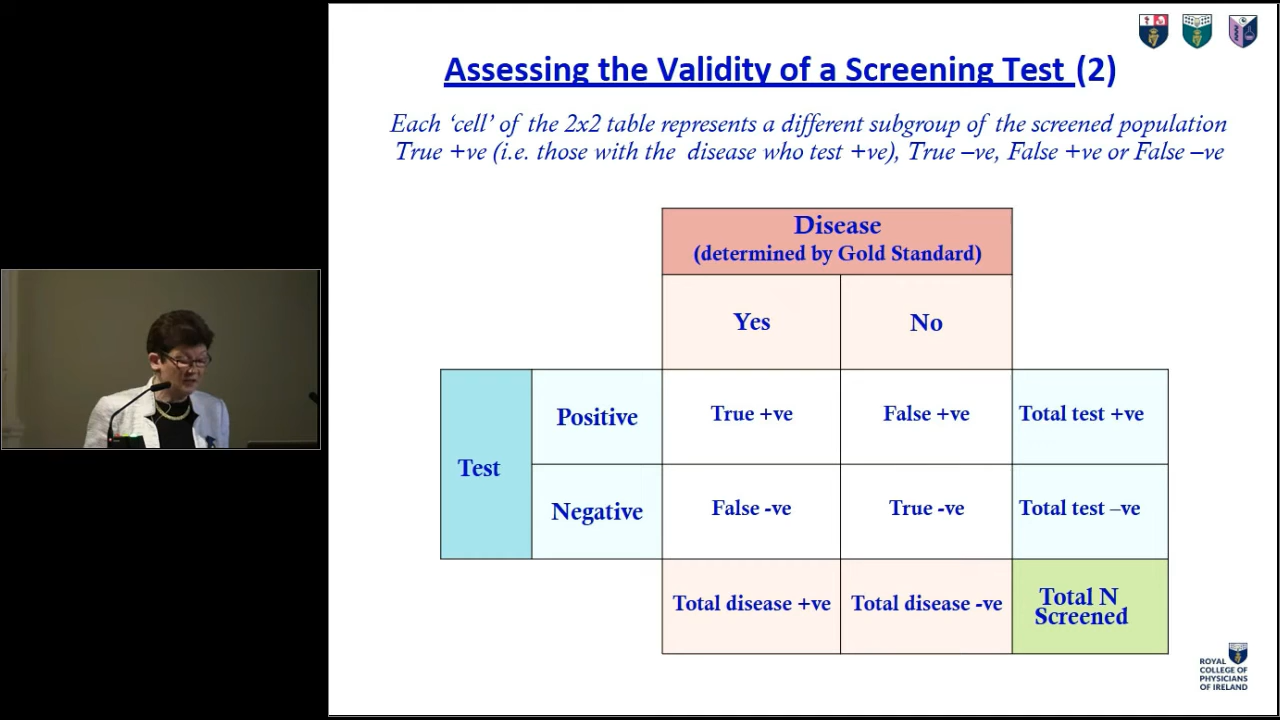 Assessing the Validity of a Screening Test (2)
Each ‘cell’ of the 2x2 table represents a different subgroup of the screened population
True +ve (i.e. those with the disease who test +ve), True –ve, False +ve or False –ve
Disease
(determined by Gold Standard)
Yes No
Positive True +ve False +ve Total test +ve
Test
Negative False -ve True -ve Total test –ve
Total disease +ve Total disease -ve Total N
Screened
ROYAL
COLLEGE OF
PHYSICIANS
OF IRELAND